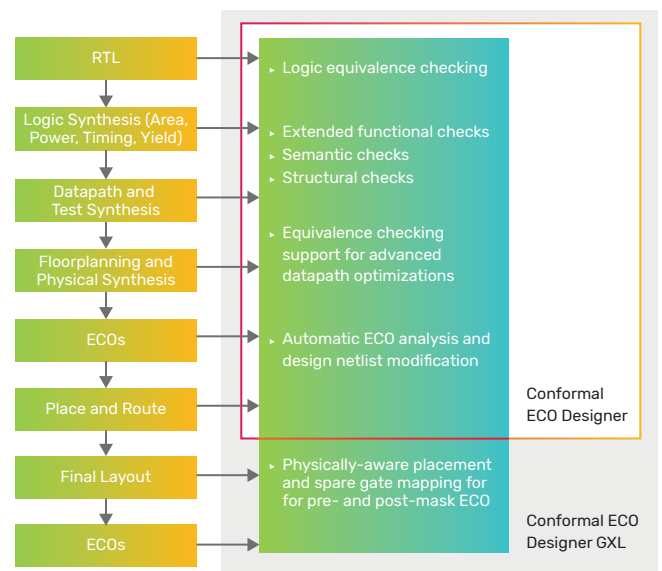 RTL
Logic Synthesis (Area,
Power, Timing, Yield)
Datapath and
Test Synthesis
Floorplanning and
Physical Synthesis
ECOs
Place and Route
Final Layout
ECOs
▸ Logic equivalence checking
▸ Extended functional checks
▸ Semantic checks
▸ Structural checks
▸ Equivalence checking
support for advanced
datapath optimizations
▸ Automatic ECO analysis and
design netlist modification
▸ Physically-aware placement
and spare gate mapping for
for pre- and post-mask ECO
Conformal
ECO Designer
Conformal ECO
Designer GXL